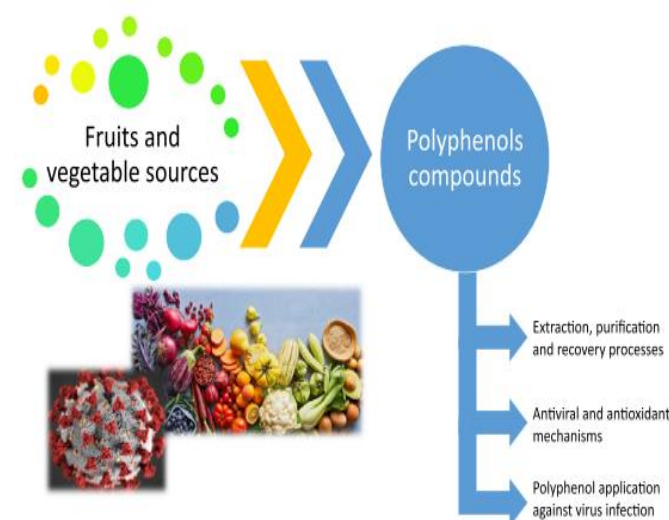 Fruits and
vegetable sources
Polyphenols
compounds
Extraction, purification
and recovery processes
Antiviral and antioxidant
mechanisms
Polyphenol application
against virus infection